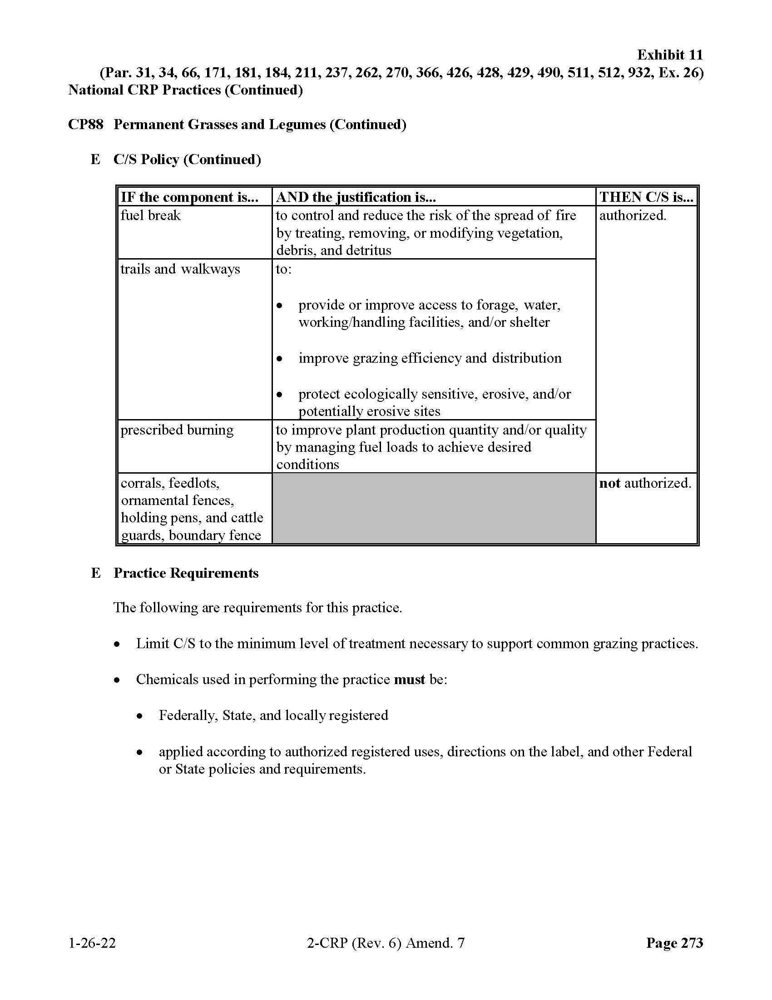 Exhibit 11
(Par. 31, 34, 66, 171, 181, 184, 211, 237, 262, 270, 366, 426, 428, 429, 490, 511, 512, 932, Ex. 26)
National CRP Practices (Continued)
CP88 Permanent Grasses and Legumes (Continued)
E C/S Policy (Continued)
IF the component is... AND the justification is... THEN C/S is...
fuel break to control and reduce the risk of the spread of fire authorized.
by treating, removing, or modifying vegetation,
debris, and detritus
trails and walkways to:
• provide or improve access to forage, water,
working/handling facilities, and/or shelter
• improve grazing efficiency and distribution
• protect ecologically sensitive, erosive, and/or
potentially erosive sites
prescribed burning to improve plant production quantity and/or quality
by managing fuel loads to achieve desired
conditions
corrals, feedlots, not authorized.
ornamental fences,
holding pens, and cattle
guards, boundary fence
E Practice Requirements
The following are requirements for this practice.
• Limit C/S to the minimum level of treatment necessary to support common grazing practices.
• Chemicals used in performing the practice must be:
• Federally, State, and locally registered
• applied according to authorized registered uses, directions on the label, and other Federal
or State policies and requirements.
1-26-22 2-CRP (Rev. 6) Amend. 7 Page 273